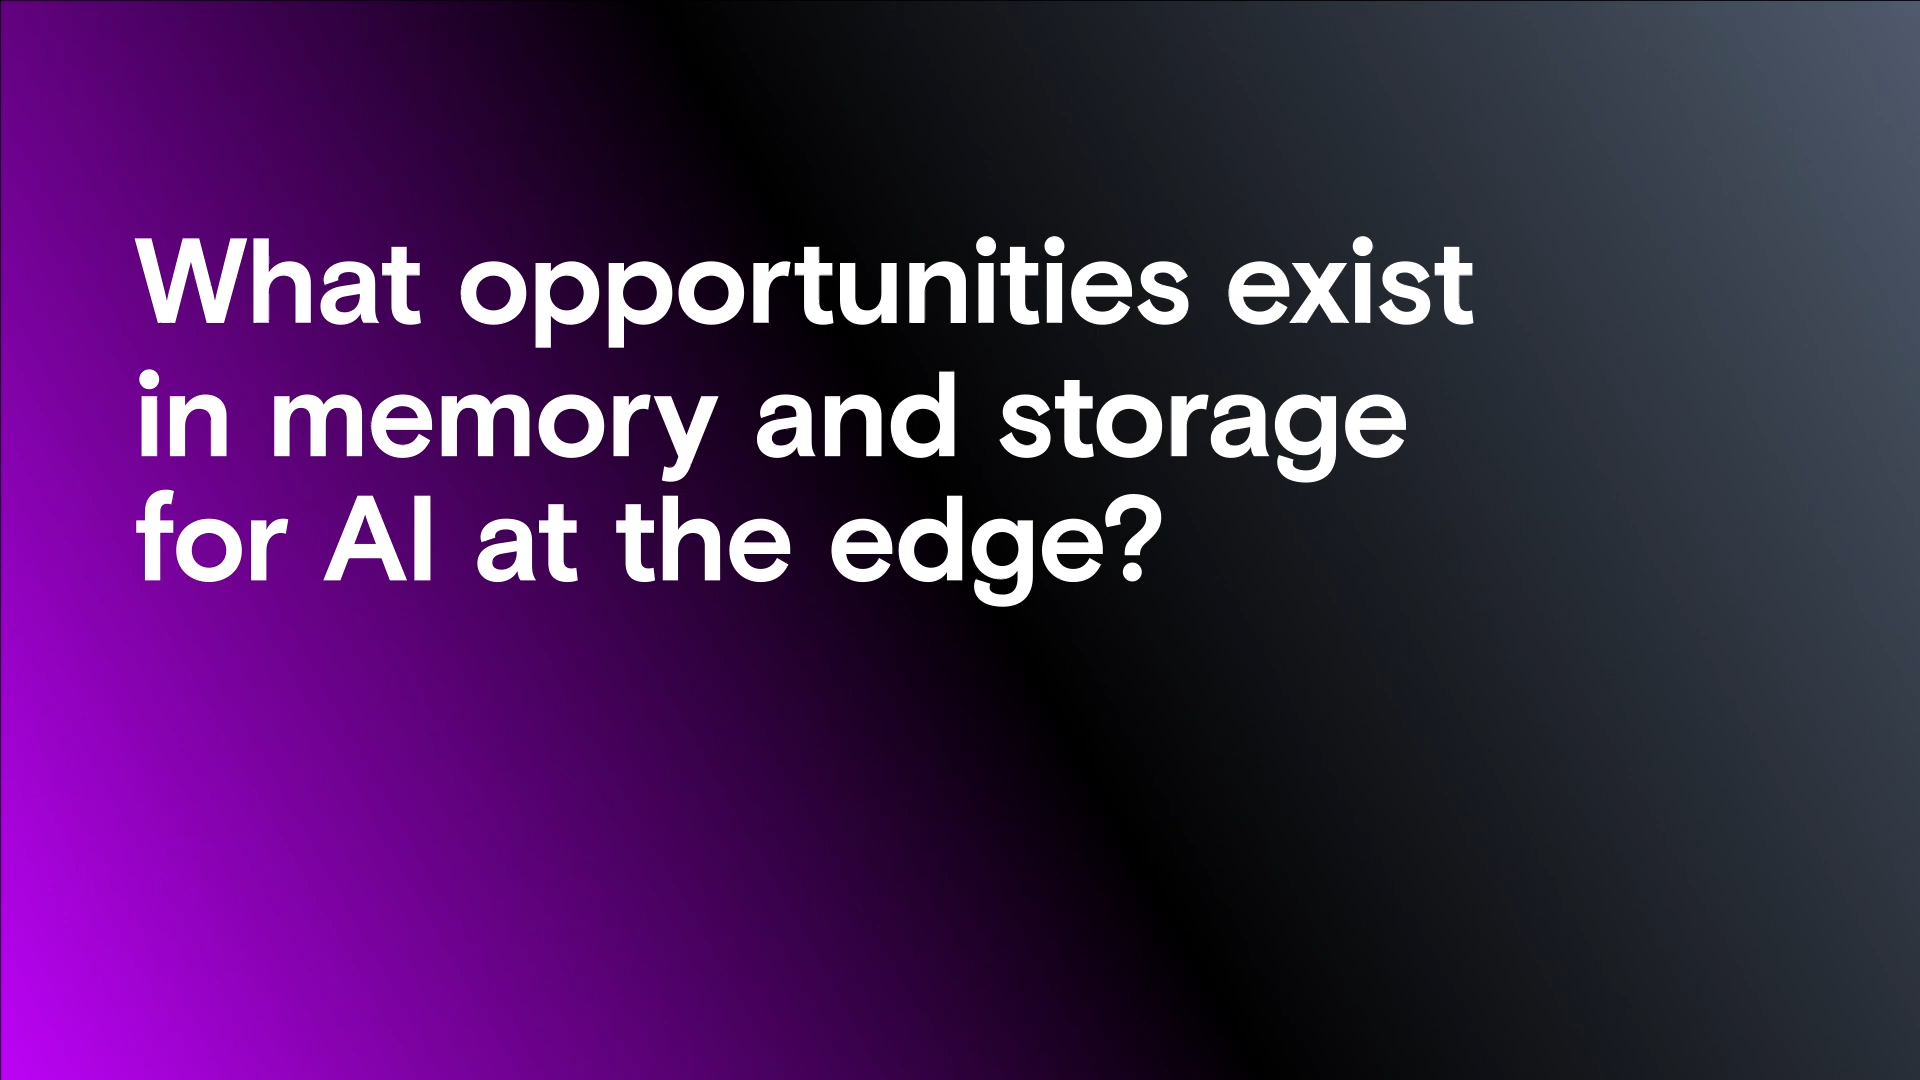 What opportunities exist
in memory and storage
for AI at the edge?